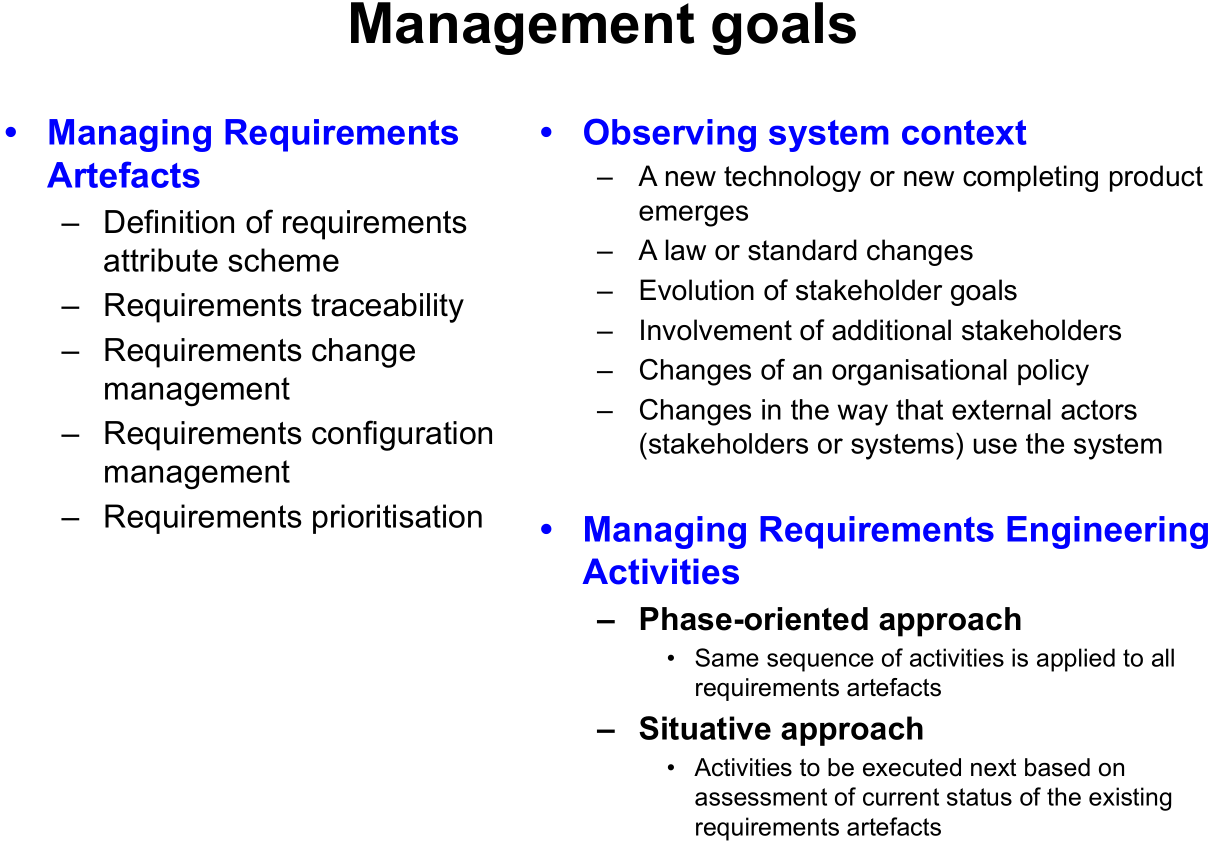 Management goals
• Managing Requirements
Artefacts
– Definition of requirements
attribute scheme
– Requirements traceability
– Requirements change
management
– Requirements configuration
management
– Requirements prioritisation
• Observing system context
– A new technology or new completing product
emerges
– A law or standard changes
– Evolution of stakeholder goals
– Involvement of additional stakeholders
– Changes of an organisational policy
– Changes in the way that external actors
(stakeholders or systems) use the system
• Managing Requirements Engineering
Activities
– Phase-oriented approach
• Same sequence of activities is applied to all
requirements artefacts
– Situative approach
• Activities to be executed next based on
assessment of current status of the existing
requirements artefacts